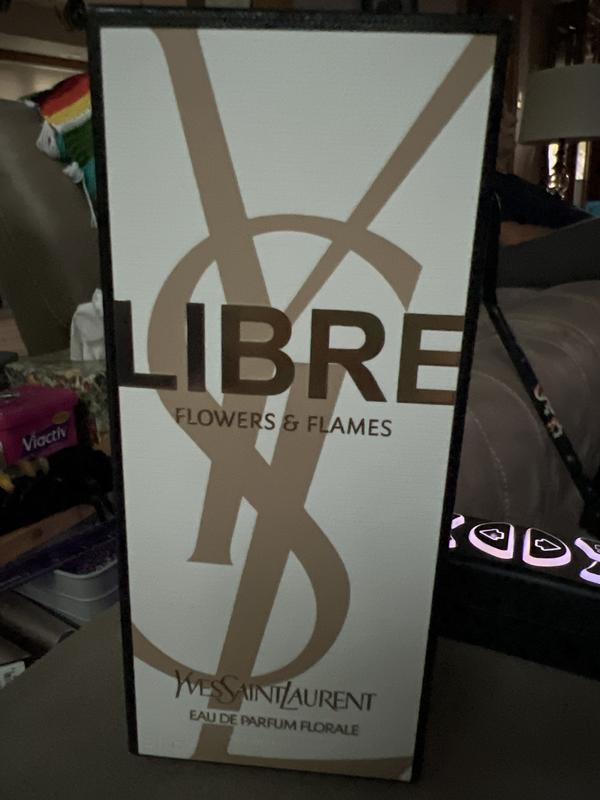 LIBRE
FLOWERS & FLAMES
Viactiv
YVESSAINTLAURENT
EAU DE PARFUM FLORALE